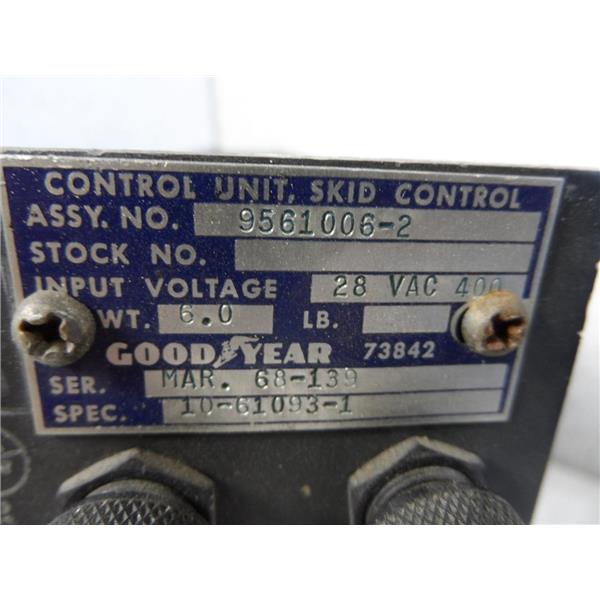 CONTROL UNIT, SKID CONTROL
ASSY. NO. 9561006-2
STOCK NO.
INPUT VOLTAGE 28 VAC 400
WT. 6.0 LB.
GOODYEAR 73842
SER. MAR. 68-139
SPEC. 10-61093-1